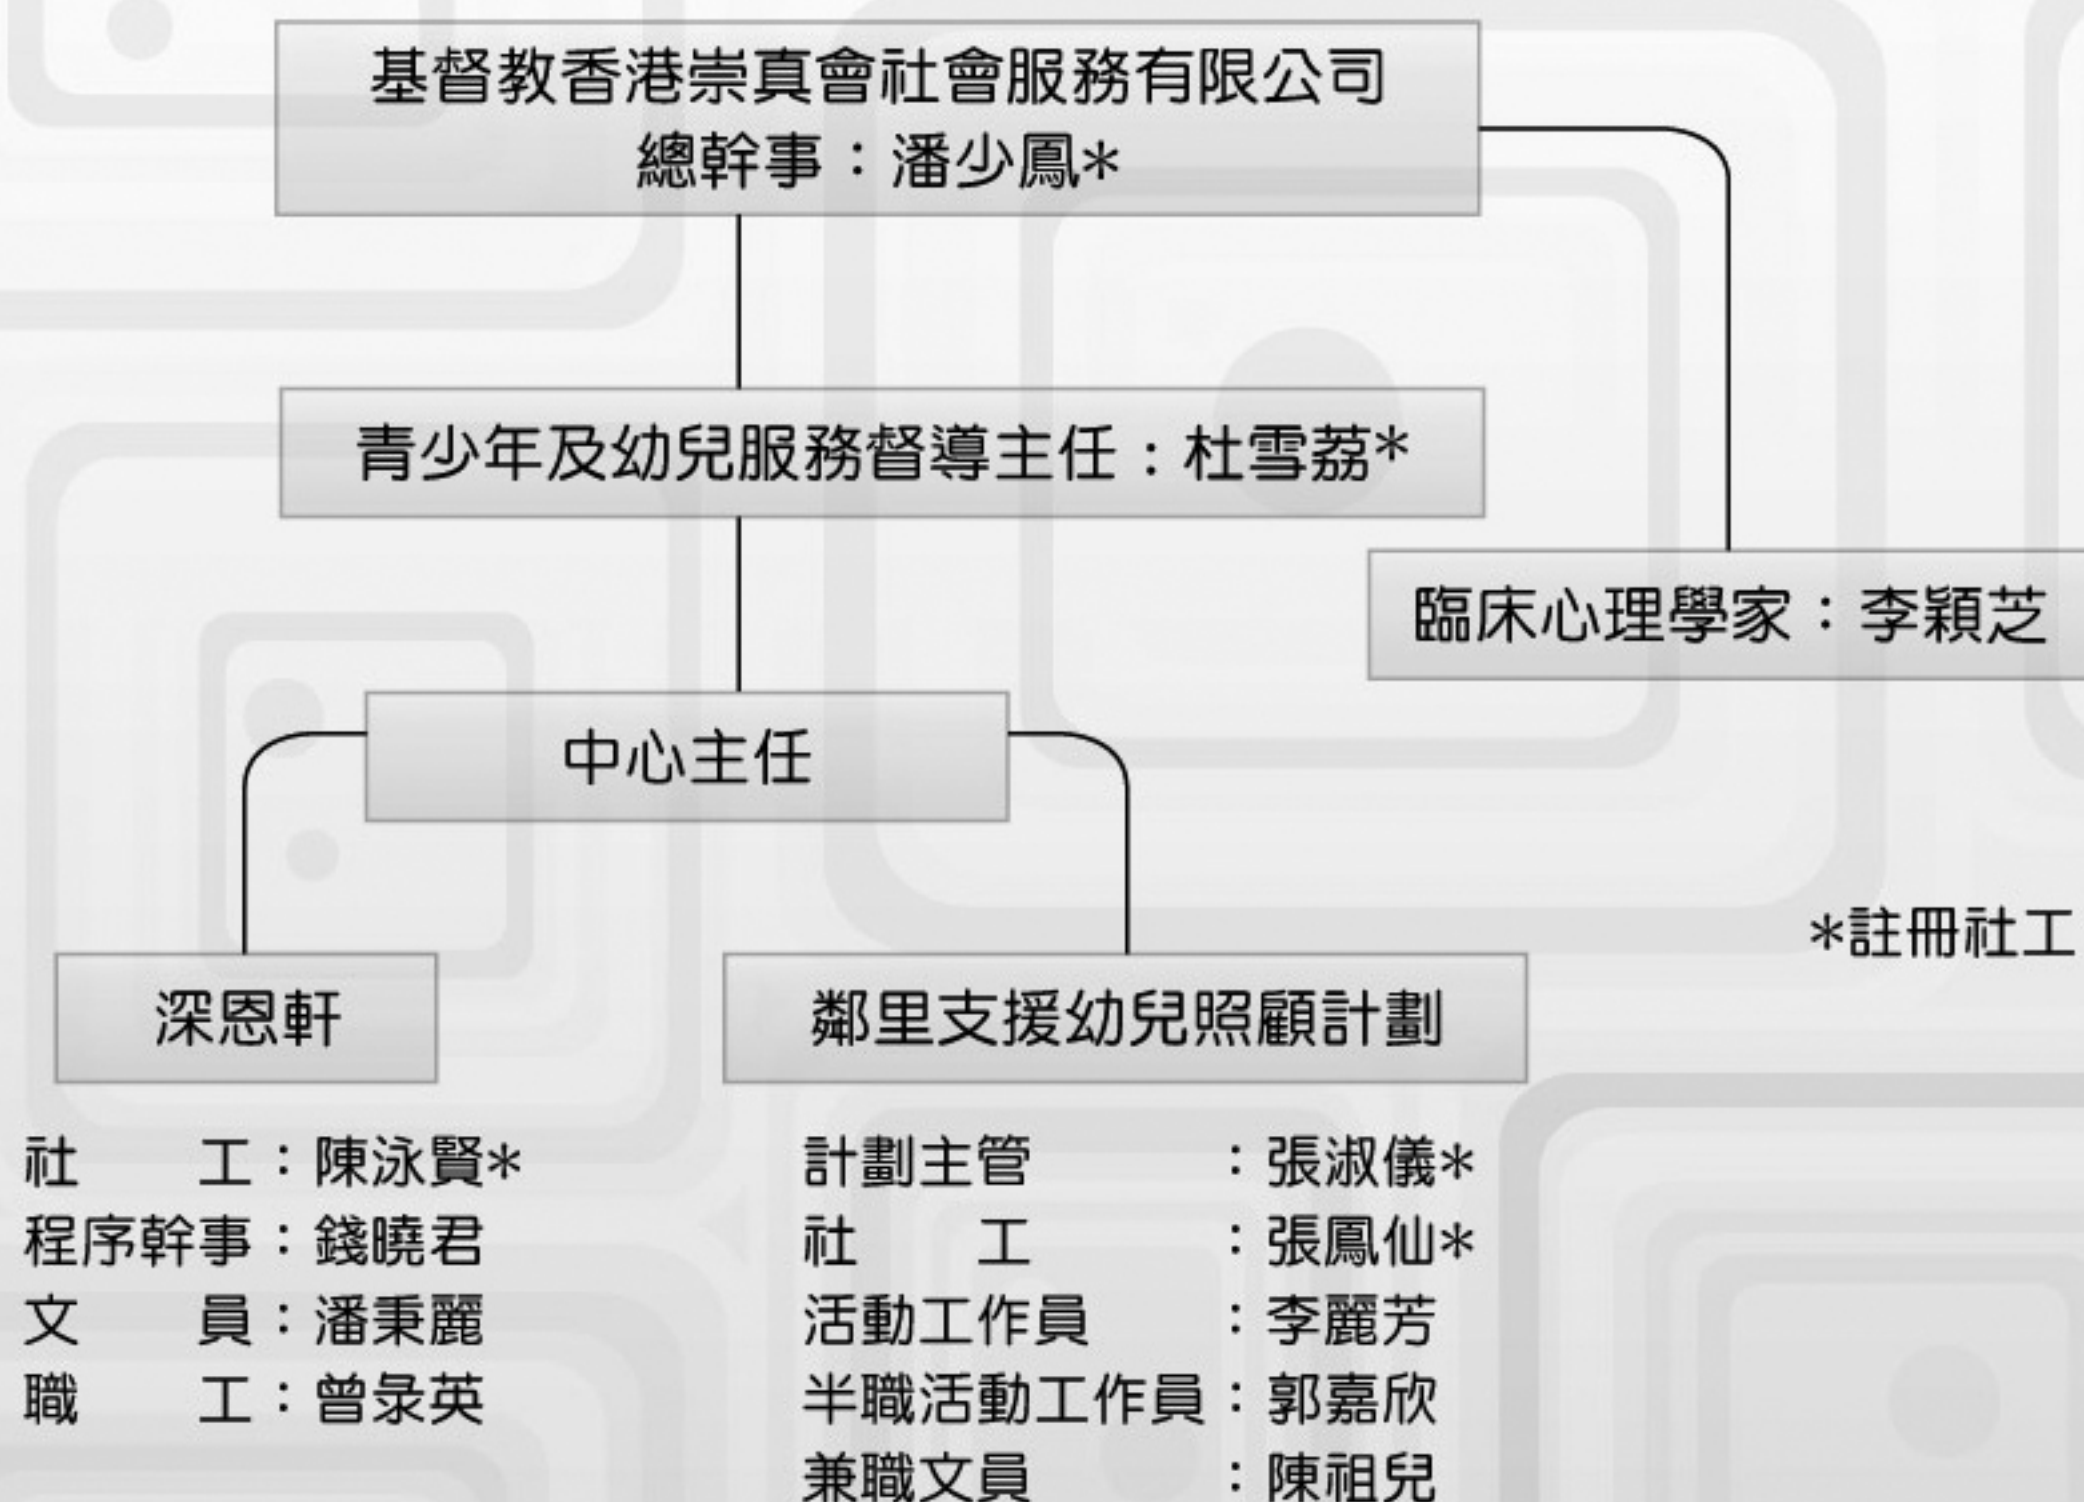 基督教香港崇真會社會服務有限公司
總幹事：潘少鳳*
青少年及幼兒服務督導主任：杜雪荔*
臨床心理學家：李穎芝
中心主任
*註冊社工
深恩軒
鄰里支援幼兒照顧計劃
社　　工：陳泳賢*
程序幹事：錢曉君
文　　員：潘秉麗
職　　工：曾彔英
計劃主管　　　：張淑儀*
社　　工　　　：張鳳仙*
活動工作員　　：李麗芳
半職活動工作員：郭嘉欣
兼職文員　　　：陳祖兒